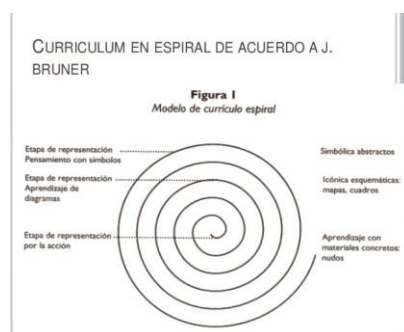 CURRICULUM EN ESPIRAL DE ACUERDO A J.
BRUNER
Figura 1
Modelo de currículo espiral
Etapa de representación
Pensamiento con símbolos
Simbólica abstractos
Etapa de representación
Aprendizaje de
diagramas
Icónica esquemáticas:
mapas, cuadros
Etapa de representación
por la acción
Aprendizaje con
materiales concretos:
nudos